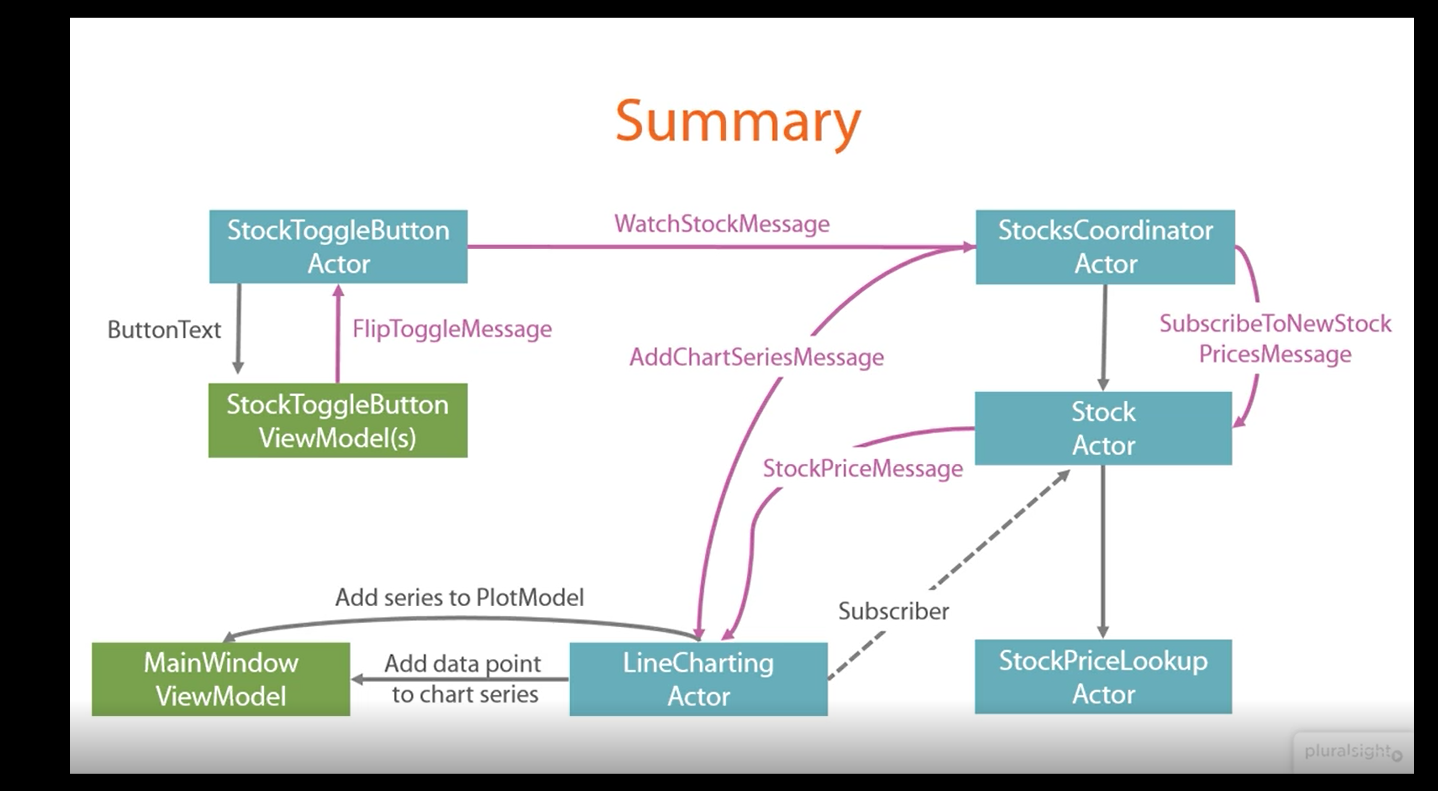 Summary
StockToggleButton
Actor
WatchStockMessage
StocksCoordinator
Actor
ButtonText
FlipToggleMessage
AddChartSeriesMessage
SubscribeToNewStock
PricesMessage
StockToggleButton
ViewModel(s)
Stock
Actor
StockPriceMessage
Add series to PlotModel
Subscriber
MainWindow
ViewModel
Add data point
to chart series
LineCharting
Actor
StockPriceLookup
Actor
pluralsight